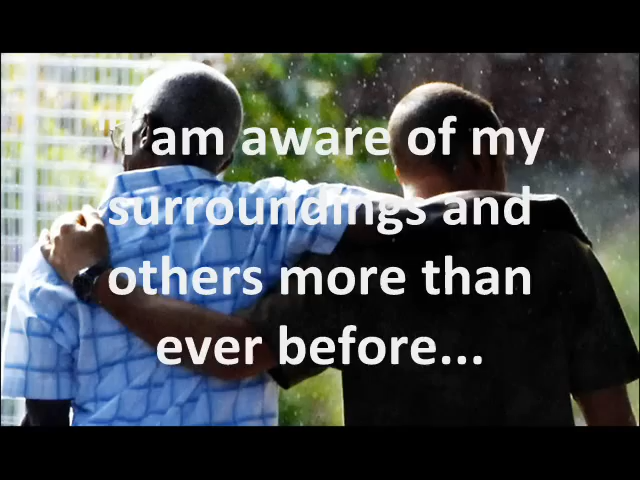 "I am aware of my
surroundings and
others more than
ever before...